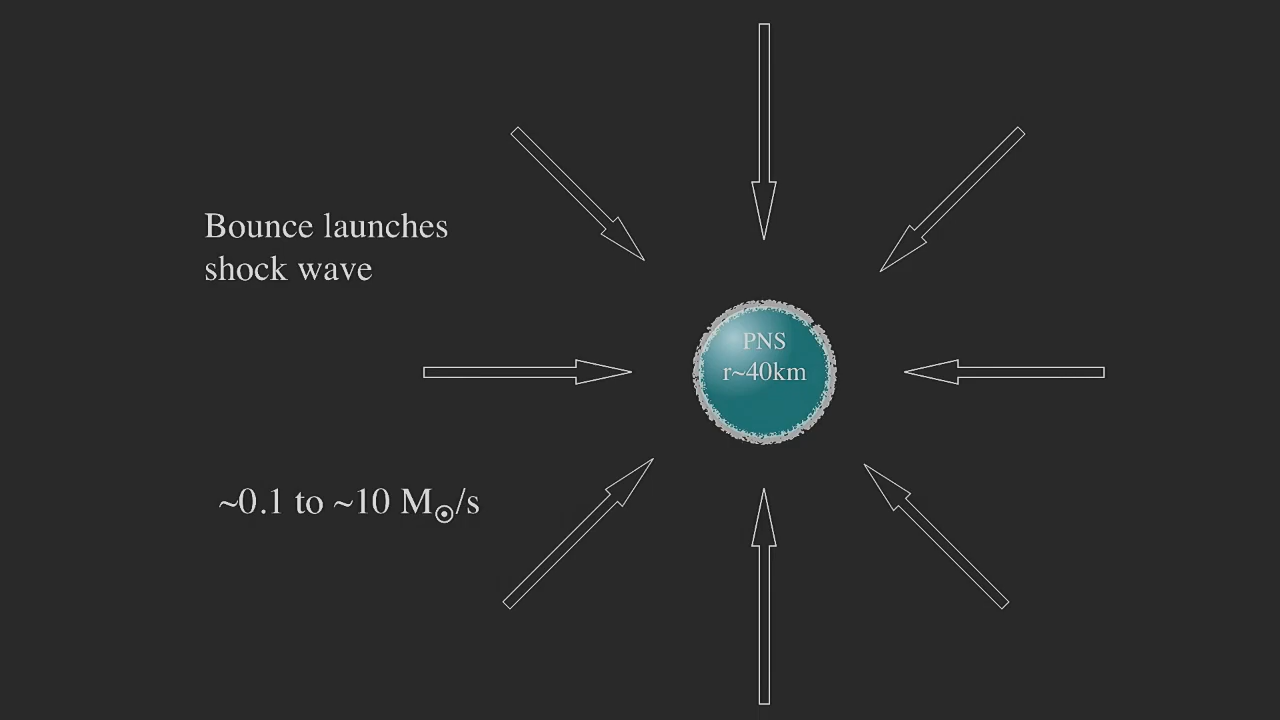 Bounce launches
shock wave
PNS
r~40km
~0.1 to ~10 M☉/s